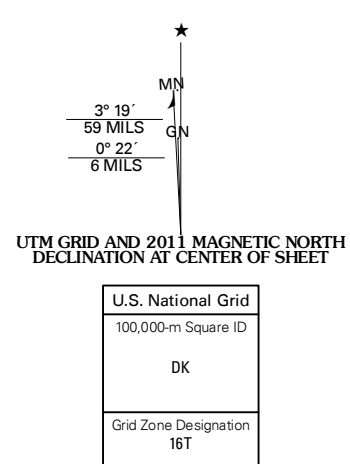 ★
MN
3° 19´
59 MILS
GN
0° 22´
6 MILS
UTM GRID AND 2011 MAGNETIC NORTH
DECLINATION AT CENTER OF SHEET
U.S. National Grid
100,000-m Square ID
DK
Grid Zone Designation
16T